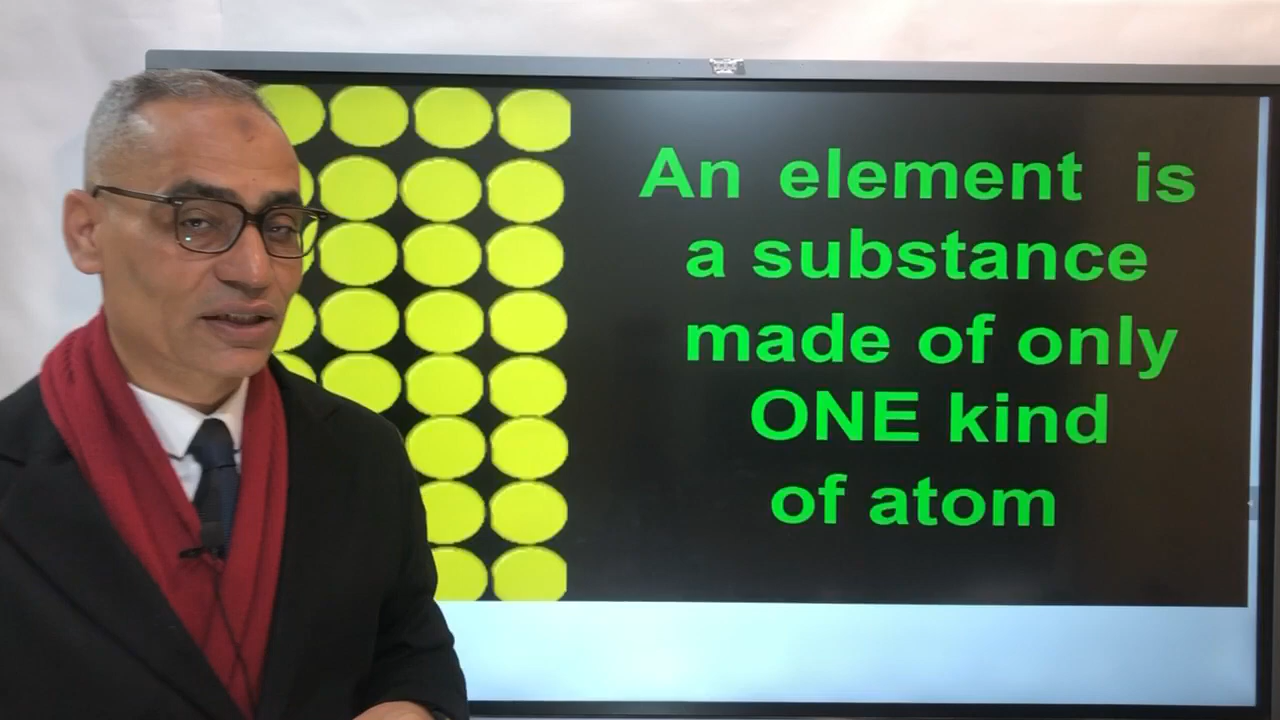 An element is
a substance
made of only
ONE kind
of atom